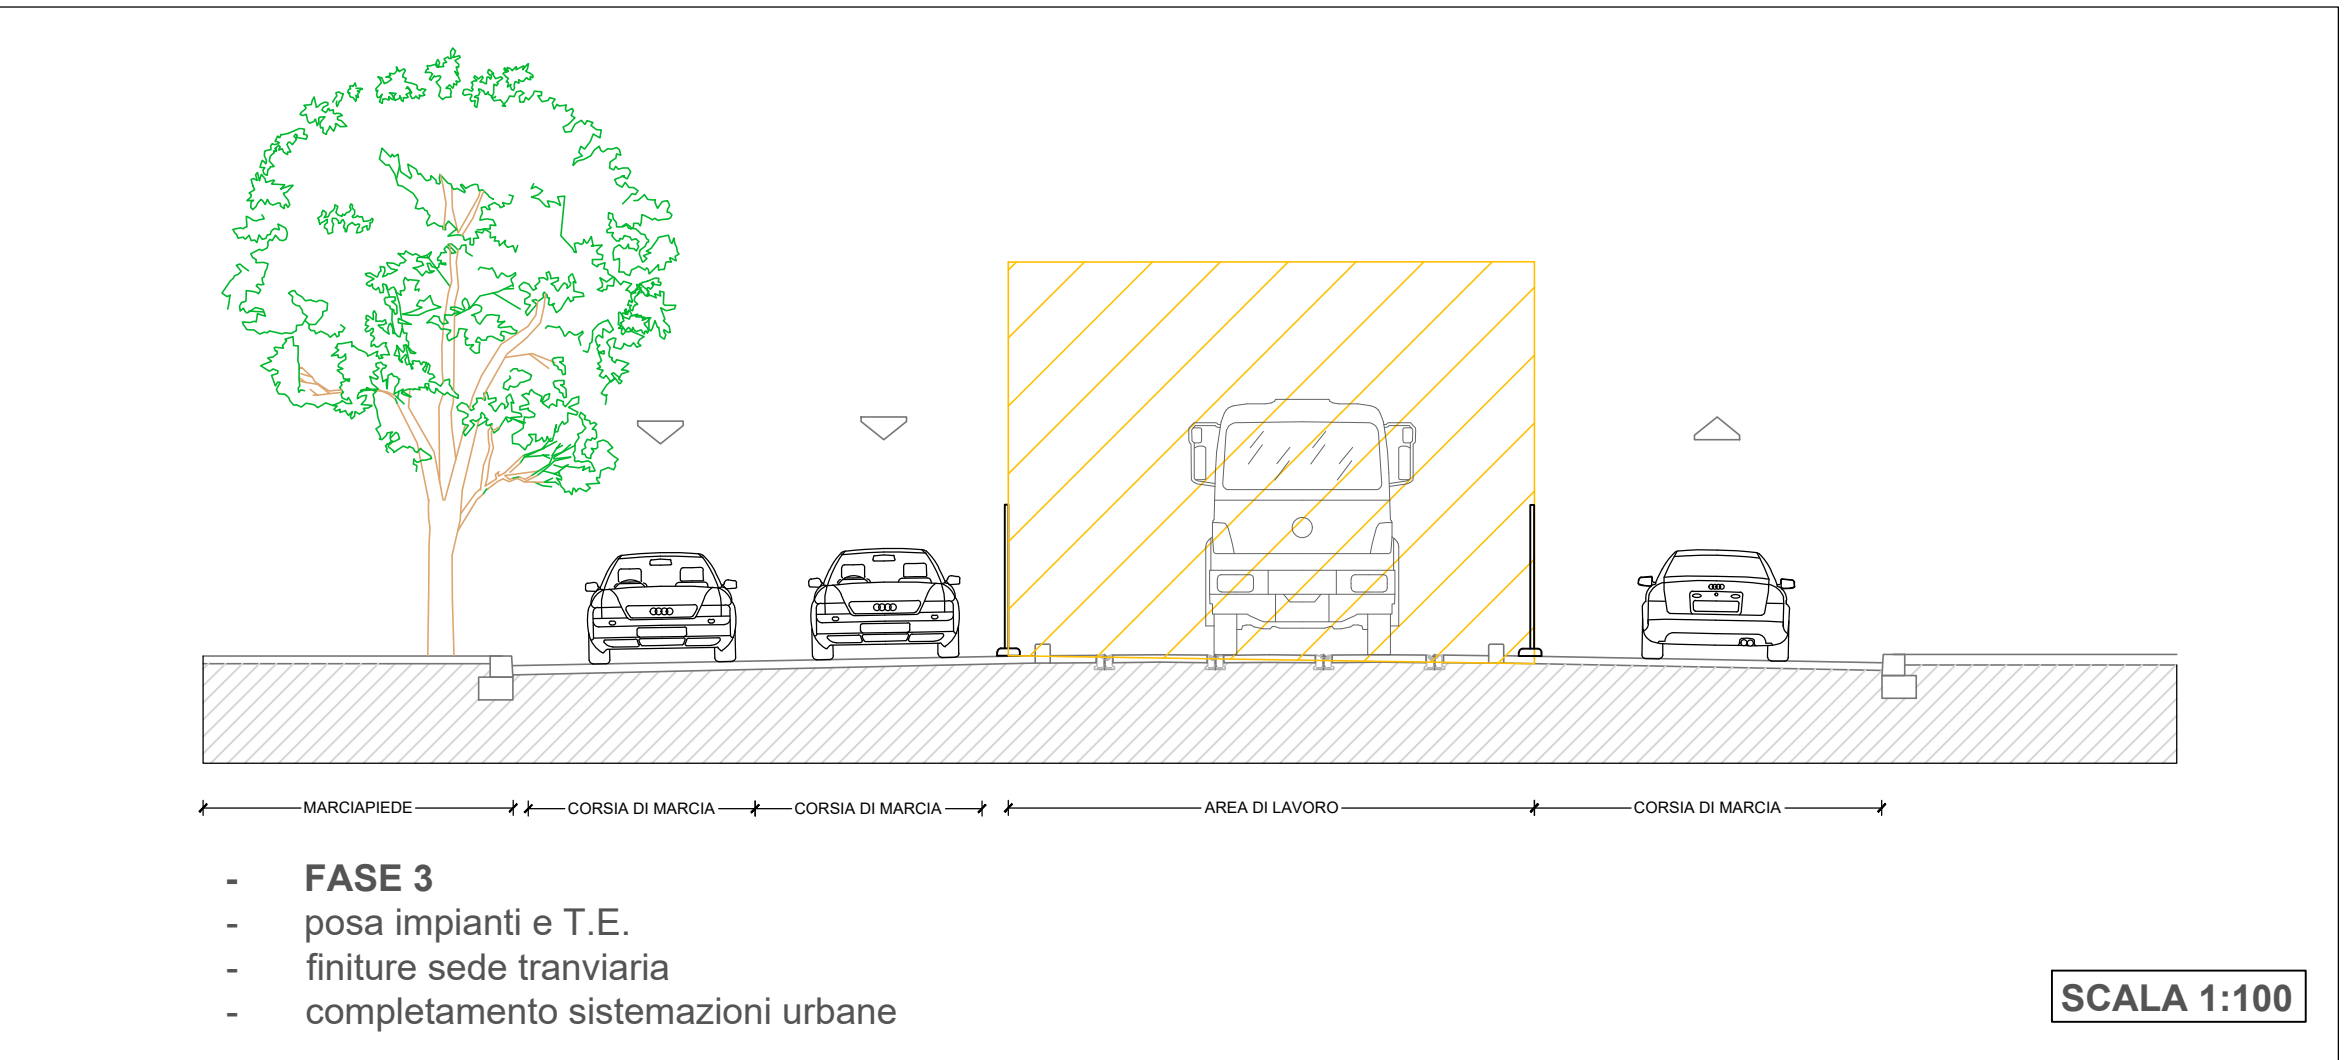 MARCIAPIEDE CORSIA DI MARCIA CORSIA DI MARCIA AREA DI LAVORO CORSIA DI MARCIA
- FASE 3
- posa impianti e T.E.
- finiture sede tranviaria
- completamento sistemazioni urbane
SCALA 1:100